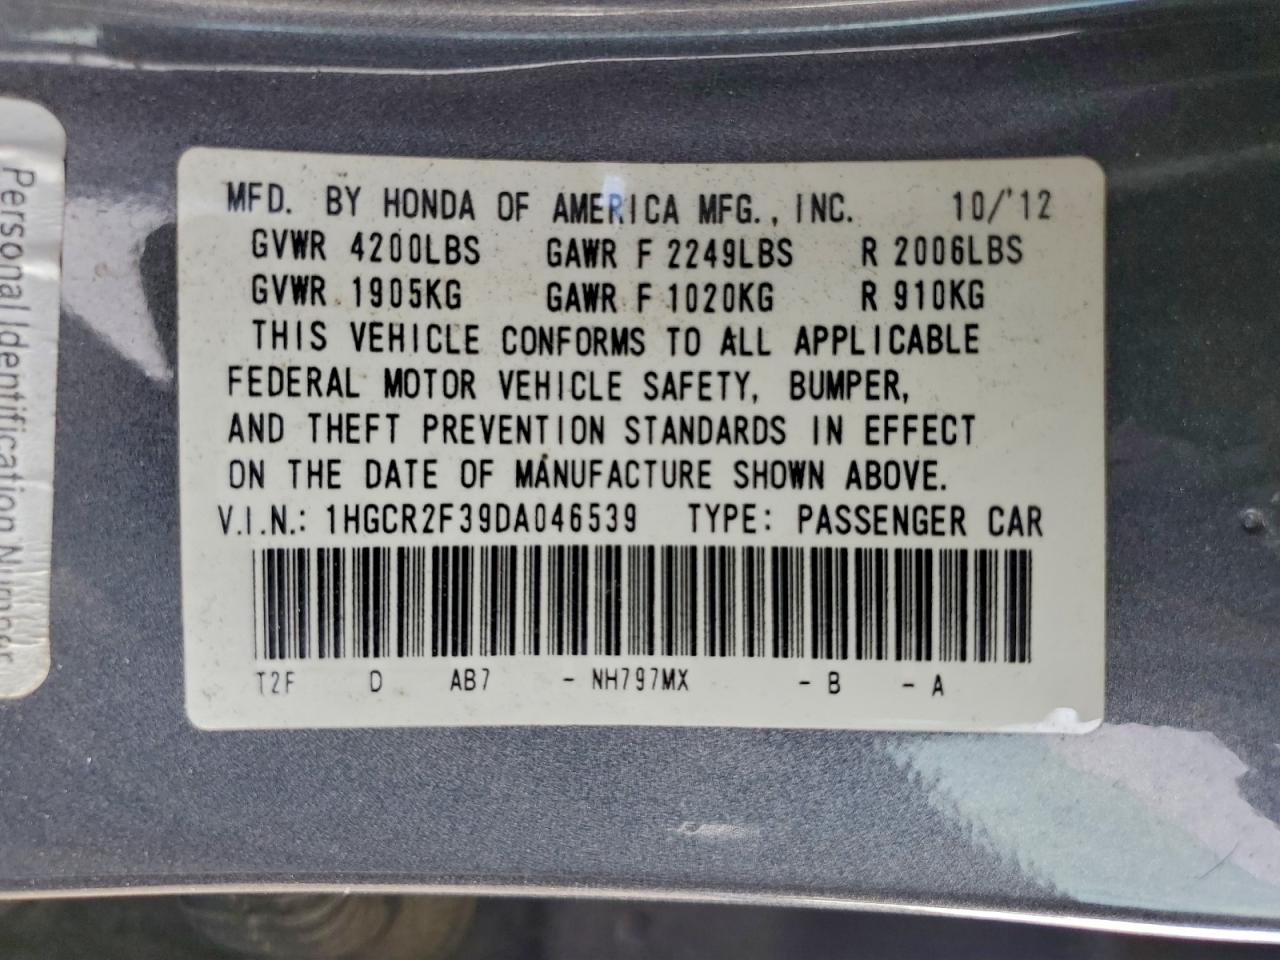 MFD. BY HONDA OF AMERICA MFG., INC. 10/'12
GVWR 4200LBS GAWR F 2249LBS R 2006LBS
GVWR 1905KG GAWR F 1020KG R 910KG
THIS VEHICLE CONFORMS TO ALL APPLICABLE
FEDERAL MOTOR VEHICLE SAFETY, BUMPER,
AND THEFT PREVENTION STANDARDS IN EFFECT
ON THE DATE OF MANUFACTURE SHOWN ABOVE.
V.I.N.: 1HGCR2F39DA046539 TYPE: PASSENGER CAR
T2F D AB7 - NH797MX - B - A
Personal Identification Number